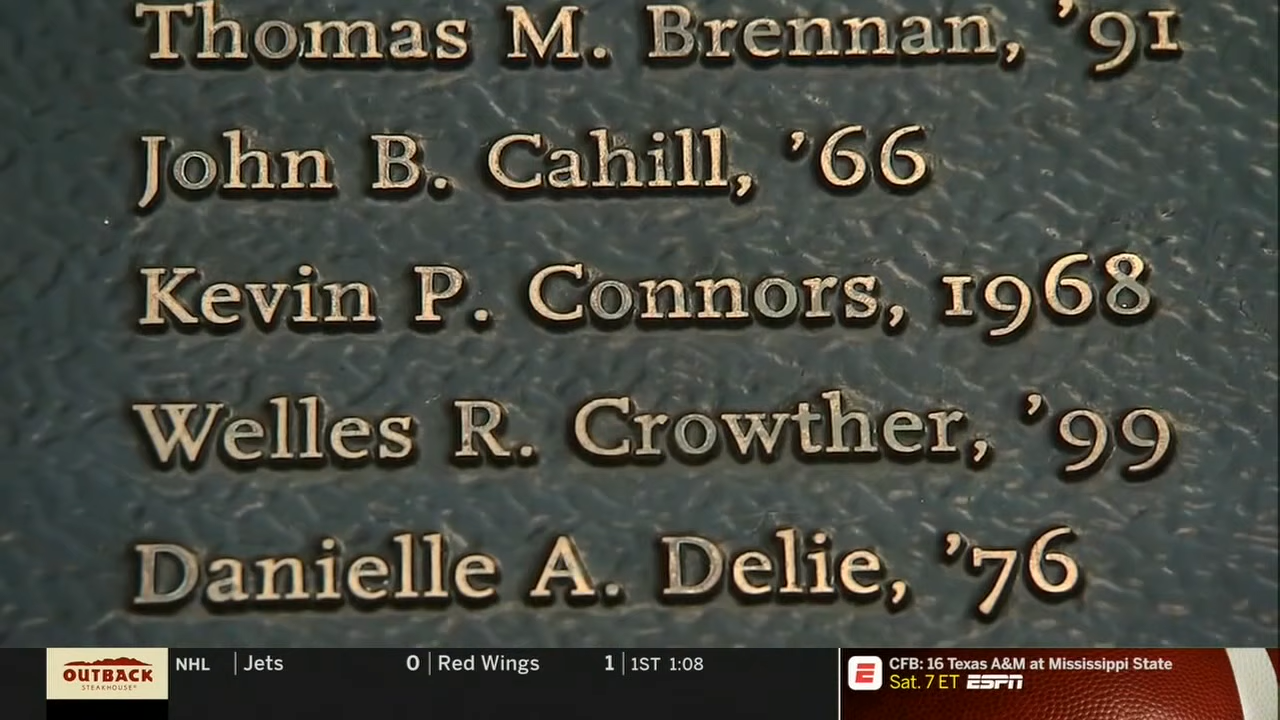 Thomas M. Brennan, ’91
John B. Cahill, ’66
Kevin P. Connors, 1968
Welles R. Crowther, ’99
Danielle A. Delie, ’76
OUTBACK
STEAKHOUSE
NHL Jets 0 Red Wings 1 1ST 1:08
E CFB: 16 Texas A&M at Mississippi State
Sat. 7 ET ESPN